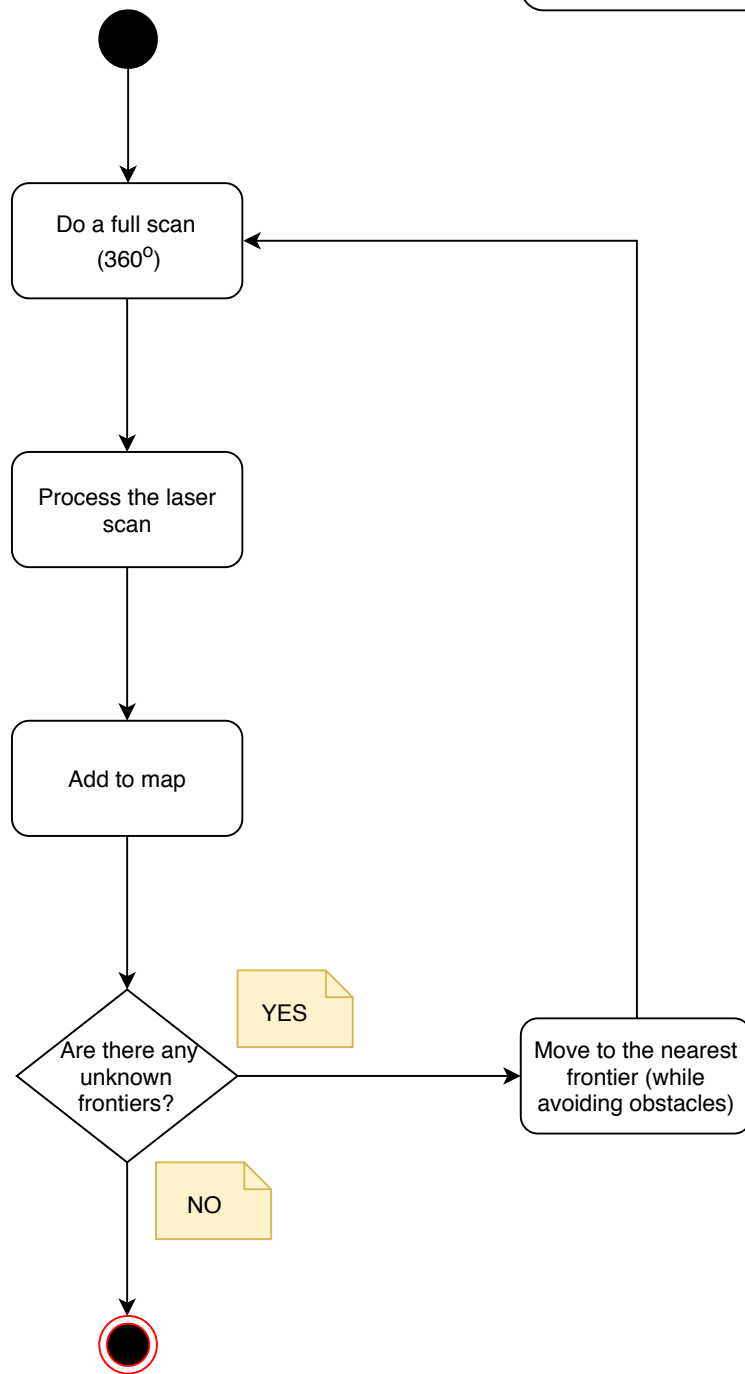 Do a full scan
(360º)
Process the laser
scan
Add to map
YES
Are there any
unknown
frontiers?
Move to the nearest
frontier (while
avoiding obstacles)
NO